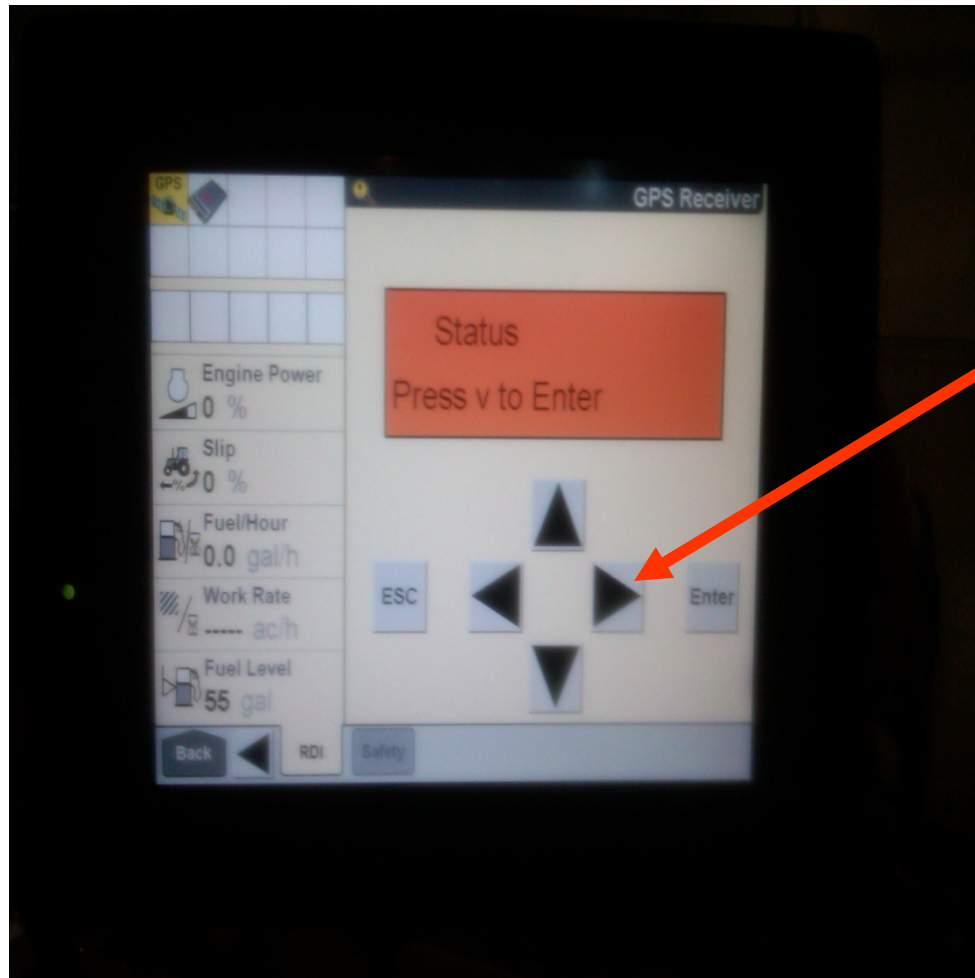 GPS
GPS Receiver
Status
Press v to Enter
Engine Power
0 %
Slip
0 %
Fuel/Hour
0.0 gal/h
Work Rate
----- ac/h
Fuel Level
55 gal
ESC
Enter
Back
RDI
Safety